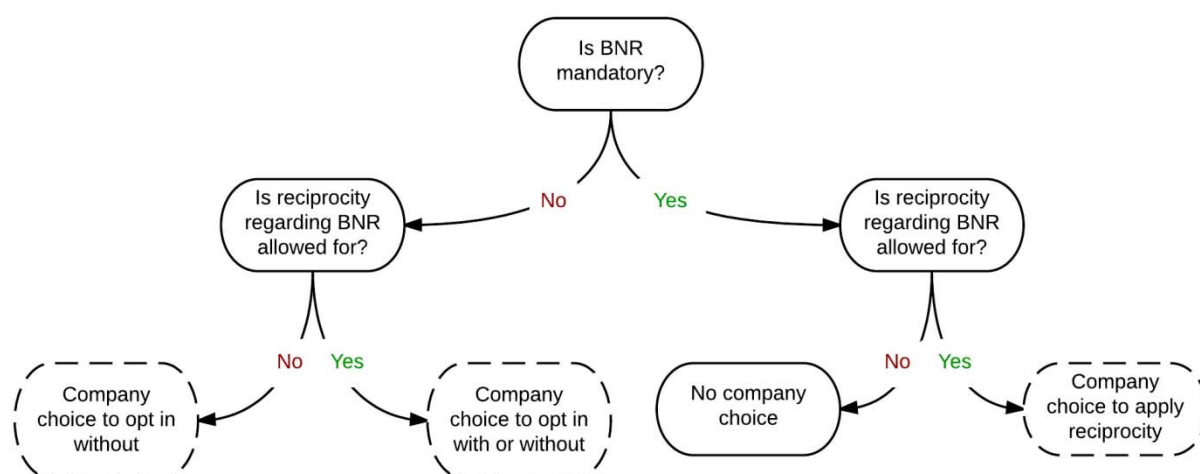 Is BNR
mandatory?
No
Yes
Is reciprocity
regarding BNR
allowed for?
Is reciprocity
regarding BNR
allowed for?
No
Yes
No
Yes
Company
choice to opt in
without
Company
choice to opt in
with or without
No company
choice
Company
choice to apply
reciprocity